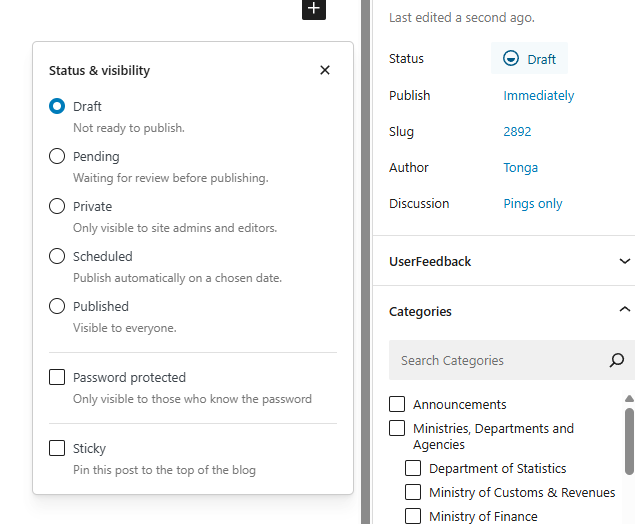 Status & visibility
Draft
Not ready to publish.
Pending
Waiting for review before publishing.
Private
Only visible to site admins and editors.
Scheduled
Publish automatically on a chosen date.
Published
Visible to everyone.
Password protected
Only visible to those who know the password
Sticky
Pin this post to the top of the blog
Last edited a second ago.
Status Draft
Publish Immediately
Slug 2892
Author Tonga
Discussion Pings only
UserFeedback
Categories
Search Categories
Announcements
Ministries, Departments and
Agencies
Department of Statistics
Ministry of Customs & Revenues
Ministry of Finance